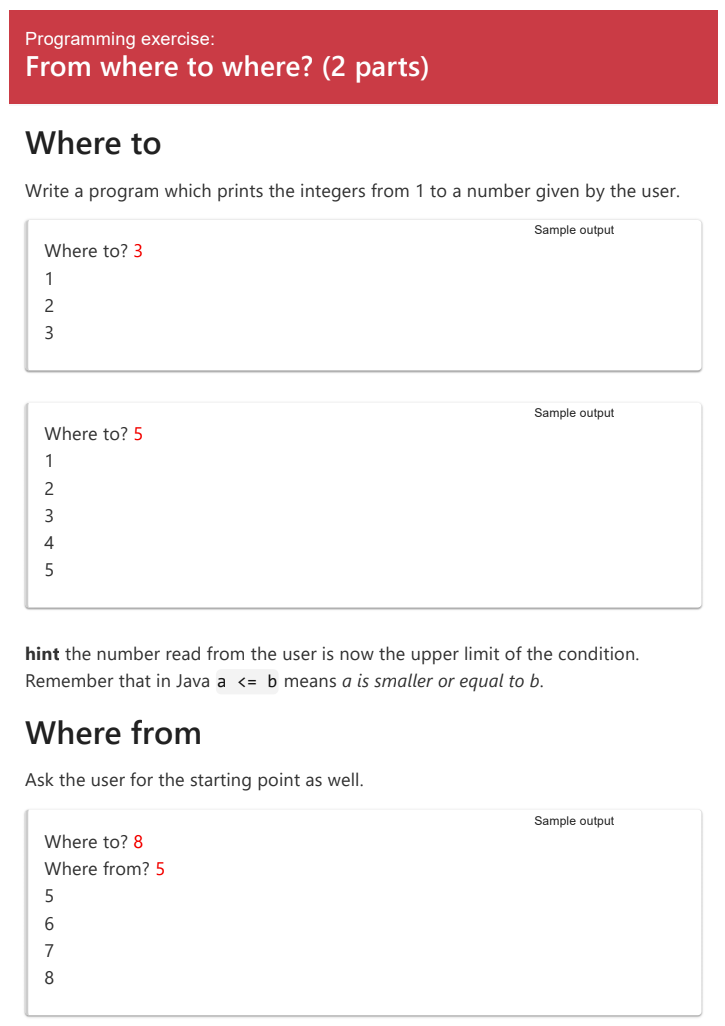 Programming exercise:
From where to where? (2 parts)
Where to
Write a program which prints the integers from 1 to a number given by the user.
Sample output
Where to? 3
1
2
3
Sample output
Where to? 5
1
2
3
4
5
hint the number read from the user is now the upper limit of the condition.
Remember that in Java a <= b means a is smaller or equal to b.
Where from
Ask the user for the starting point as well.
Sample output
Where to? 8
Where from? 5
5
6
7
8